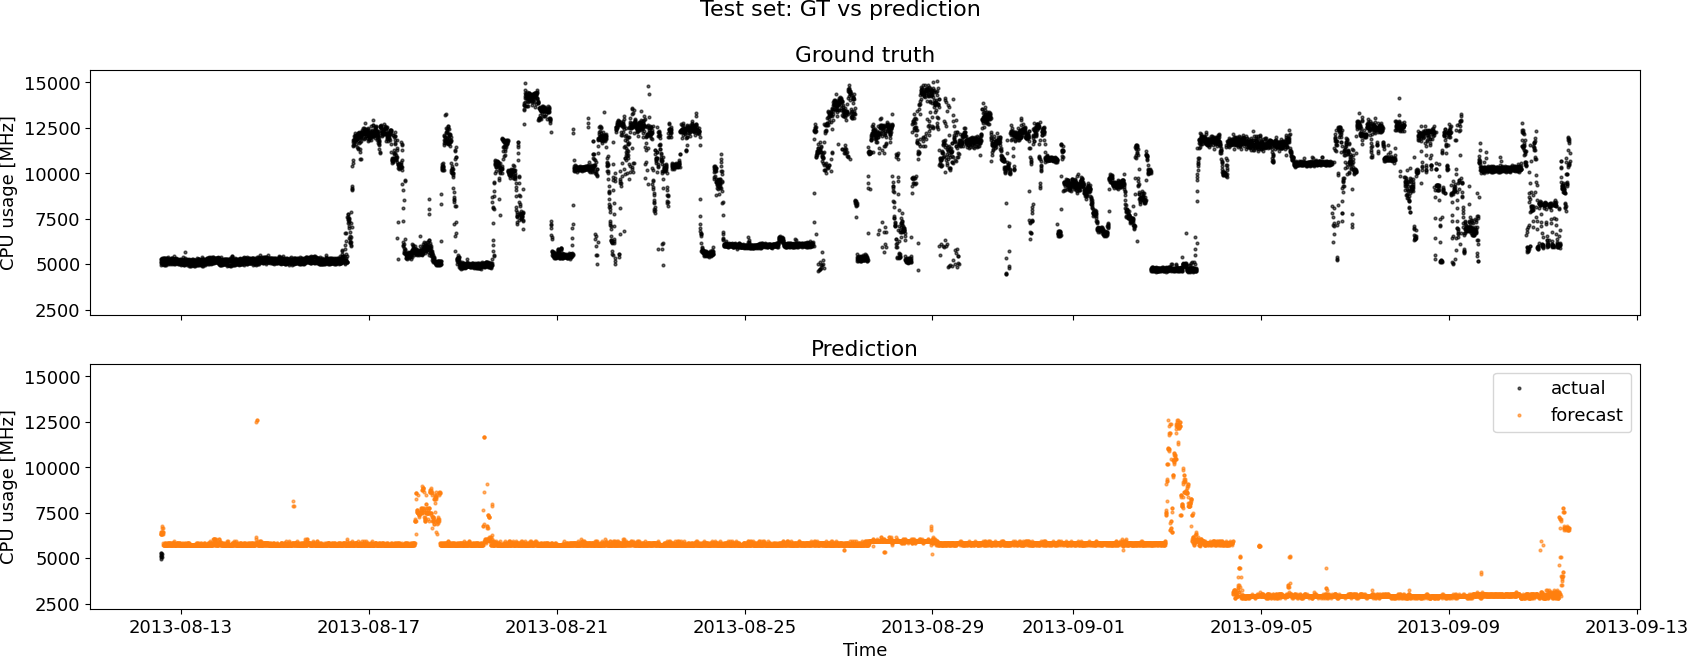 Test set: GT vs prediction
Ground truth
15000
12500
10000
7500
5000
2500
CPU usage [MHz]
Prediction
15000
12500
10000
7500
5000
2500
CPU usage [MHz]
actual
forecast
2013-08-13 2013-08-17 2013-08-21 2013-08-25 2013-08-29 2013-09-01 2013-09-05 2013-09-09 2013-09-13
Time